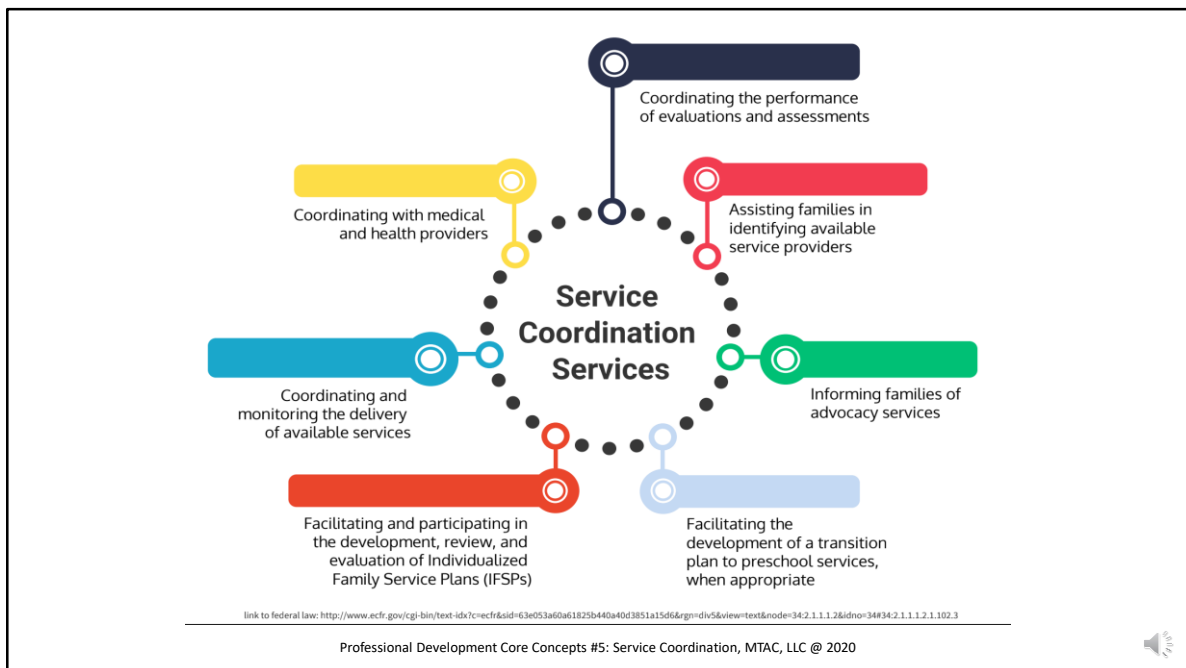 Coordinating the performance
of evaluations and assessments
Coordinating with medical
and health providers
Assisting families in
identifying available
service providers
Service
Coordination
Services
Coordinating and
monitoring the delivery
of available services
Informing families of
advocacy services
Facilitating and participating in
the development, review, and
evaluation of Individualized
Family Service Plans (IFSPs)
Facilitating the
development of a transition
plan to preschool services,
when appropriate
link to federal law: http://www.ecfr.gov/cgi-bin/text-idx?c=ecfr&sid=63e053a60a61825b440a40d3851a15d6&rgn=div5&view=text&node=34:2.1.1.1.2&idno=34#34:2.1.1.1.2.1.102.3
Professional Development Core Concepts #5: Service Coordination, MTAC, LLC @ 2020